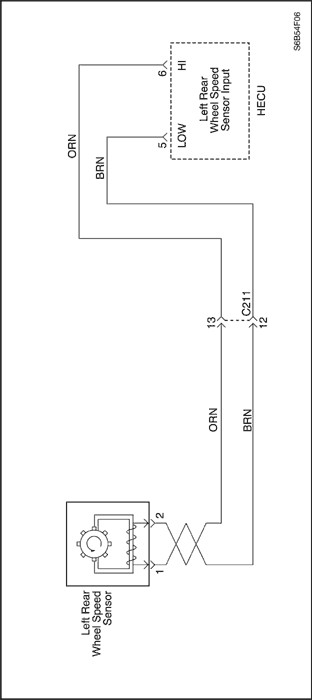 S6B54F06
HECU
Left Rear
Wheel Speed
Sensor Input
6
HI
5
LOW
ORN
BRN
13
C211
12
ORN
BRN
2
1
Left Rear
Wheel Speed
Sensor